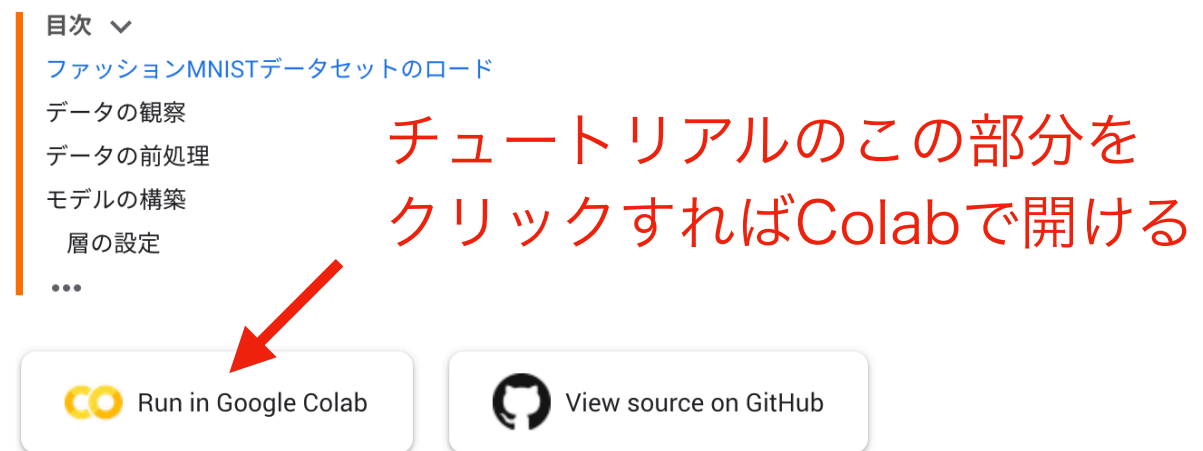 目次
ファッションMNISTデータセットのロード
データの観察
データの前処理
モデルの構築
層の設定
•••
チュートリアルのこの部分を
クリックすればColabで開ける
Run in Google Colab
View source on GitHub